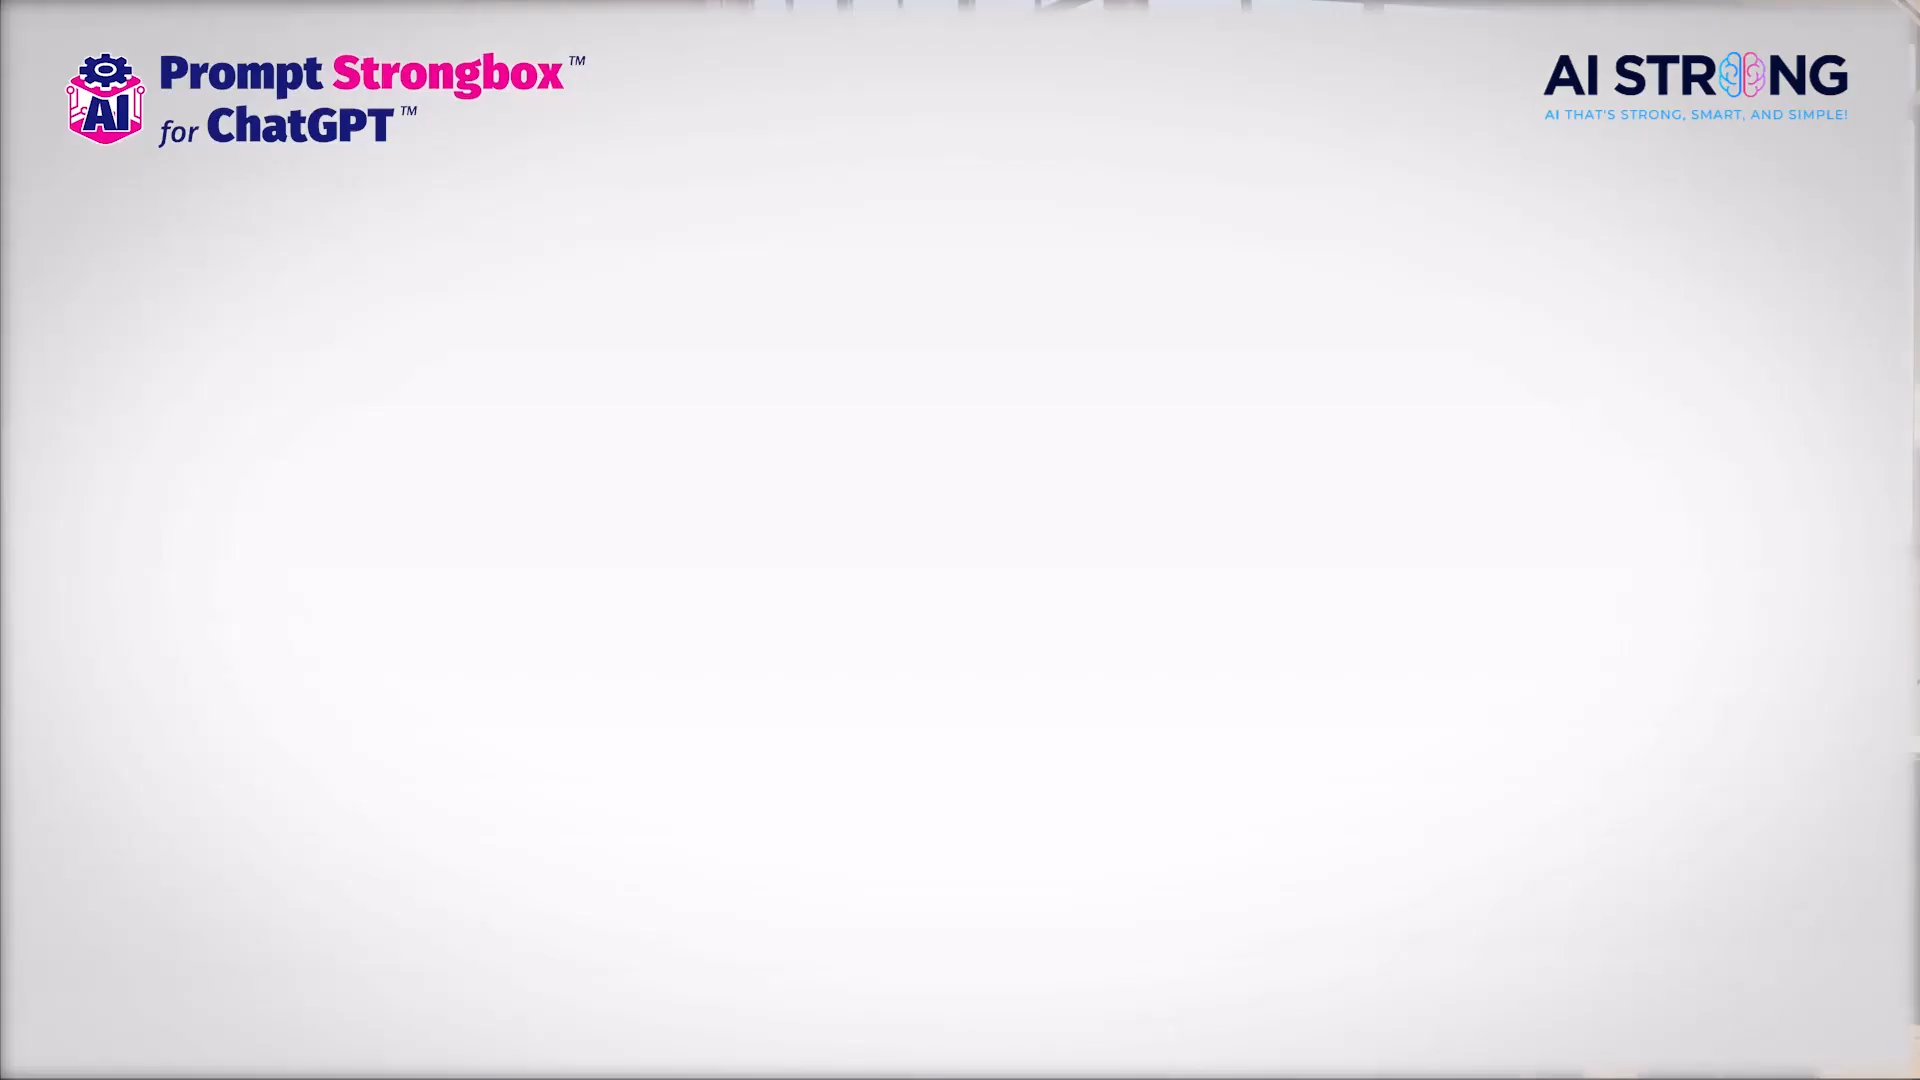 Prompt Strongbox™
for ChatGPT™
AI
AI STRONG
AI THAT'S STRONG, SMART, AND SIMPLE!